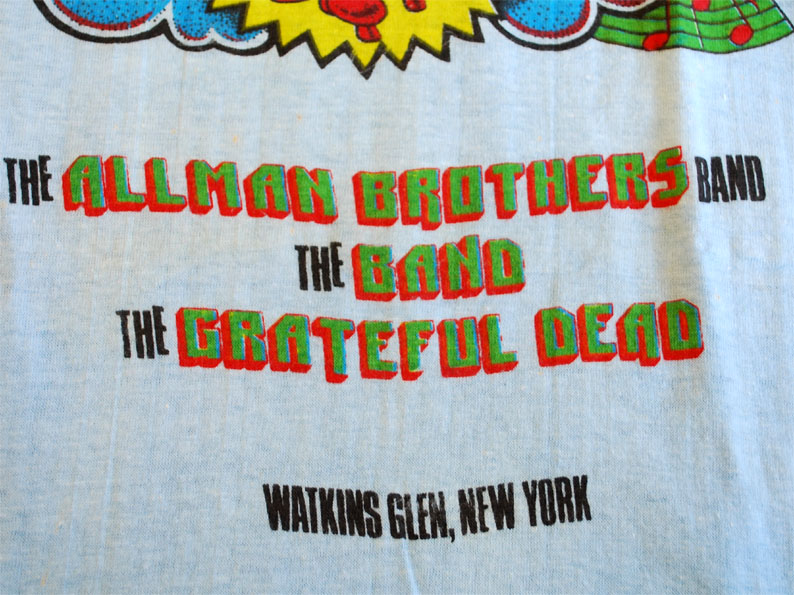 THE ALLMAN BROTHERS BAND
THE BAND
THE GRATEFUL DEAD
WATKINS GLEN, NEW YORK